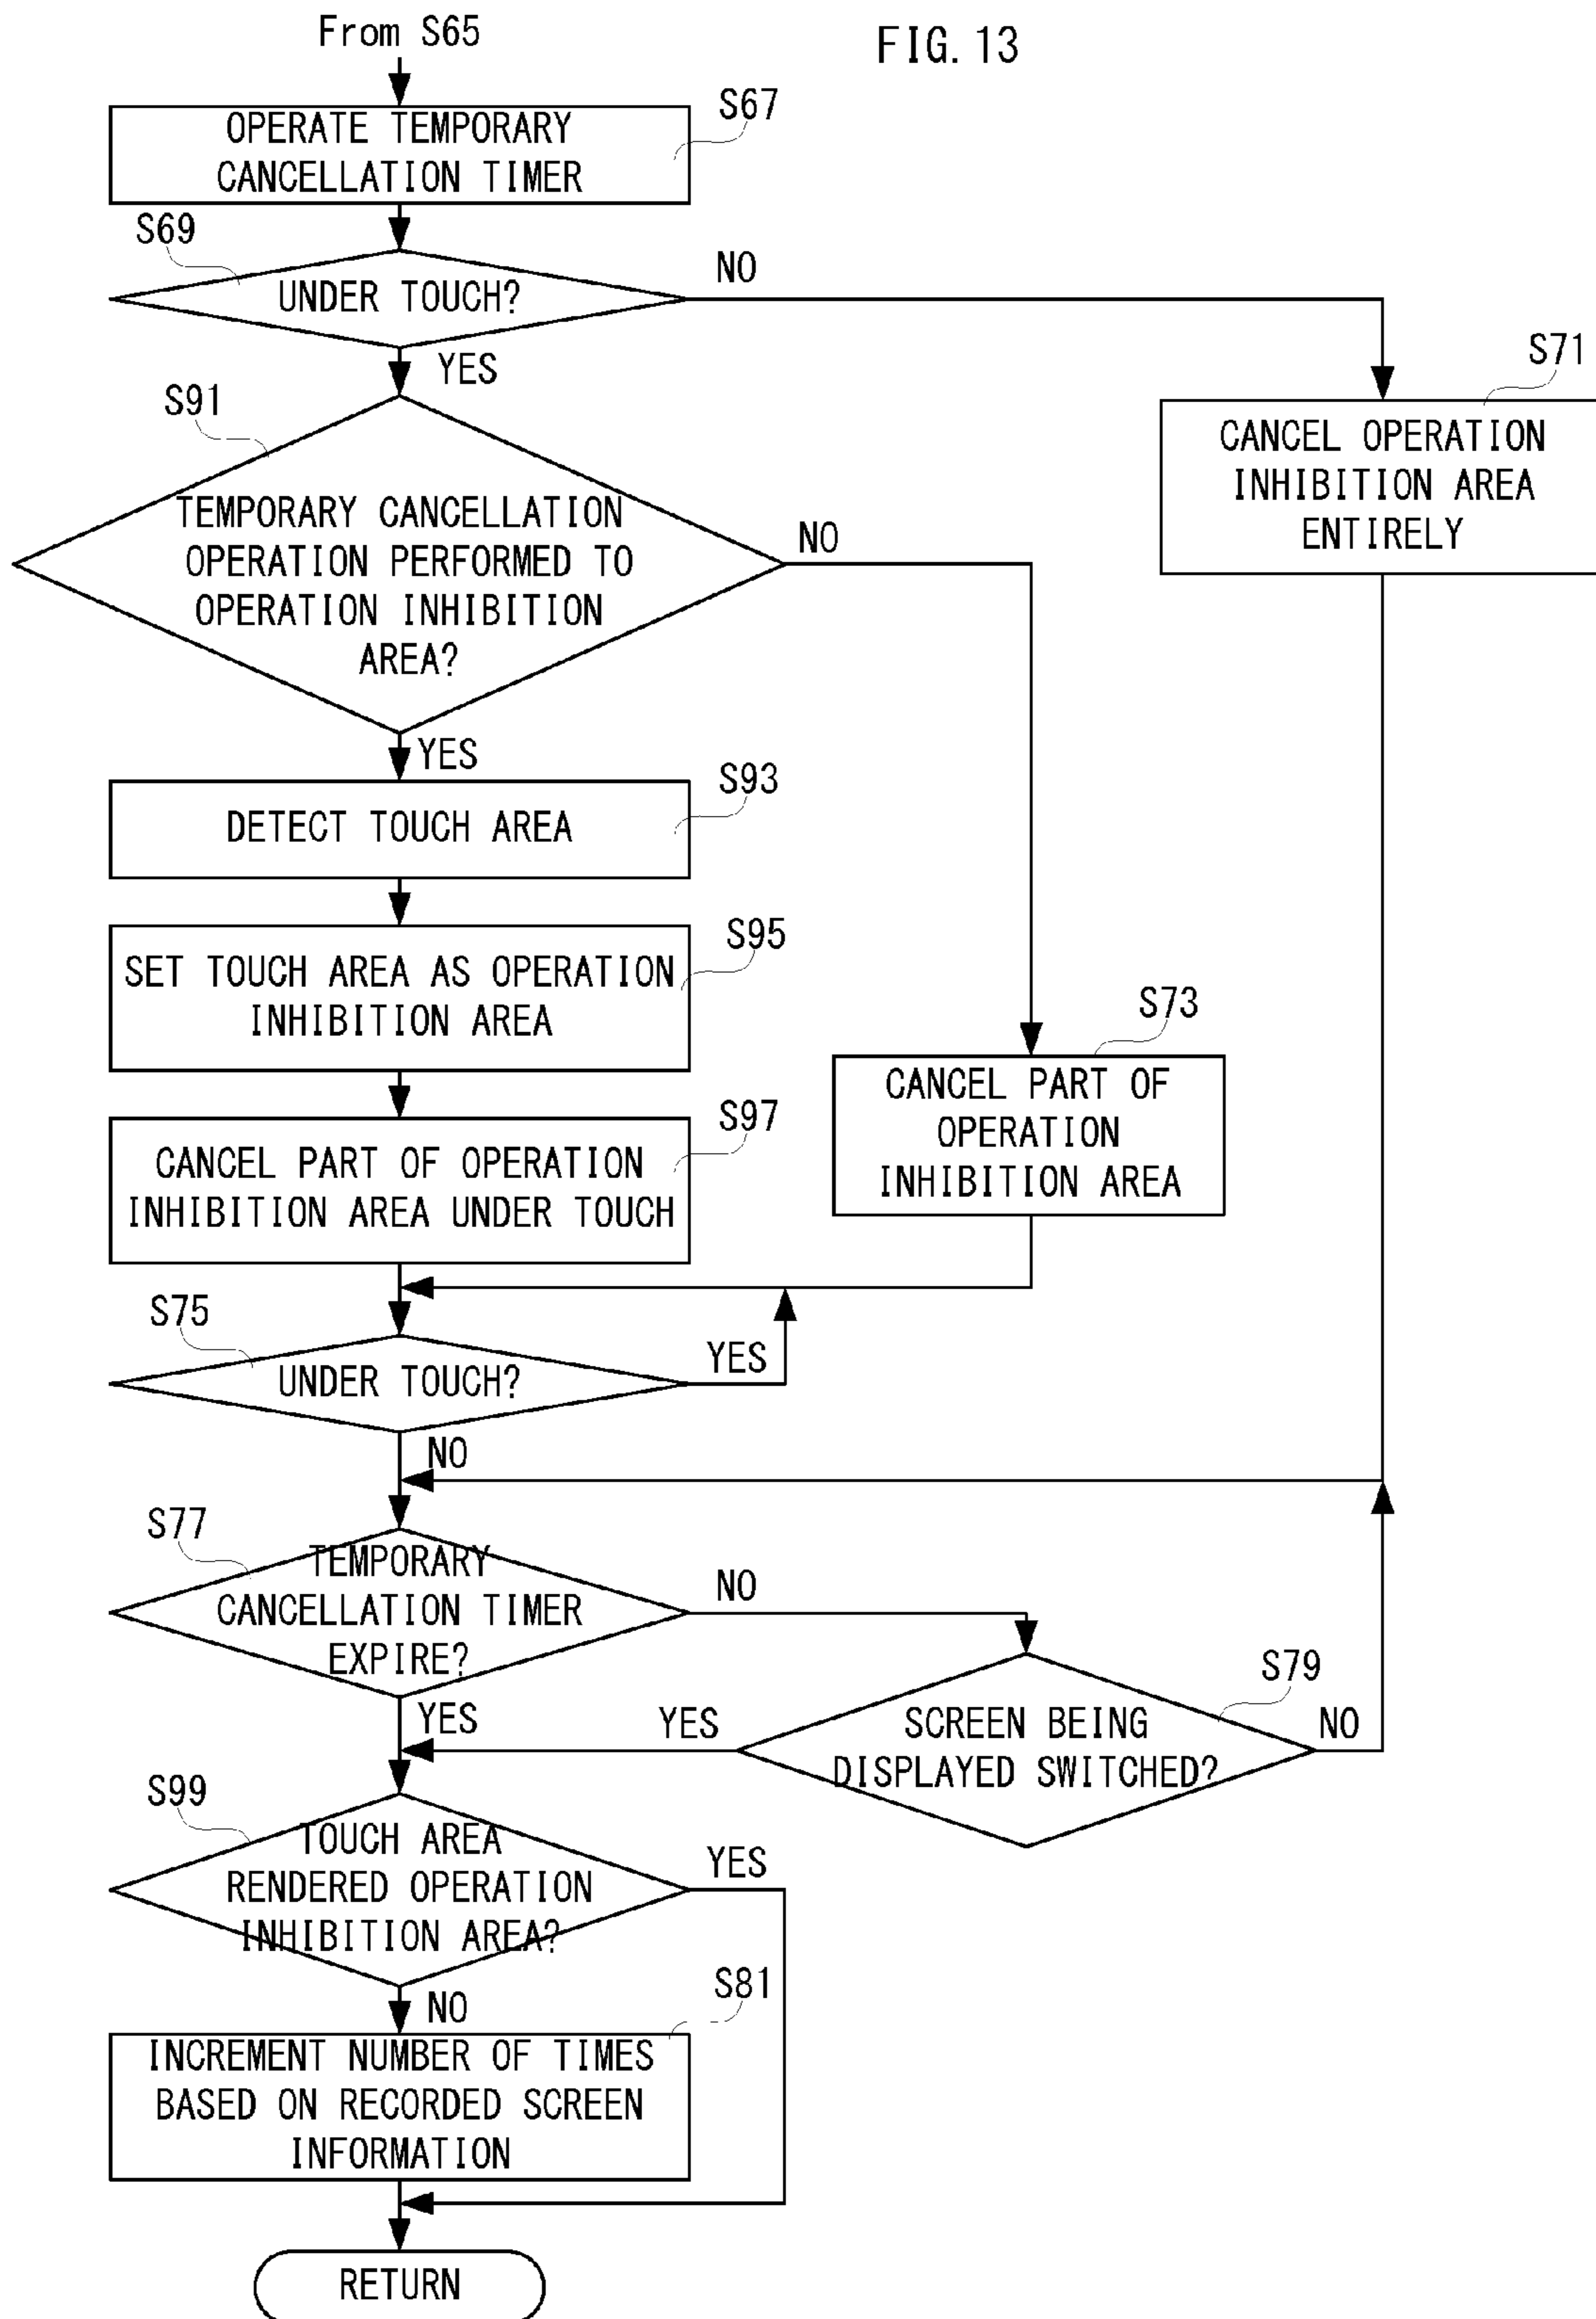 From S65
FIG. 13
S67
OPERATE TEMPORARY
CANCELLATION TIMER
S69
UNDER TOUCH?
NO
YES
S71
CANCEL OPERATION
INHIBITION AREA
ENTIRELY
S91
TEMPORARY CANCELLATION
OPERATION PERFORMED TO
OPERATION INHIBITION
AREA?
NO
YES
S93
DETECT TOUCH AREA
S95
SET TOUCH AREA AS OPERATION
INHIBITION AREA
S73
CANCEL PART OF
OPERATION
INHIBITION AREA
S97
CANCEL PART OF OPERATION
INHIBITION AREA UNDER TOUCH
S75
UNDER TOUCH?
YES
NO
S77
TEMPORARY
CANCELLATION TIMER
EXPIRE?
NO
YES
S79
SCREEN BEING
DISPLAYED SWITCHED?
YES
NO
S99
TOUCH AREA
RENDERED OPERATION
INHIBITION AREA?
YES
NO
S81
INCREMENT NUMBER OF TIMES
BASED ON RECORDED SCREEN
INFORMATION
RETURN